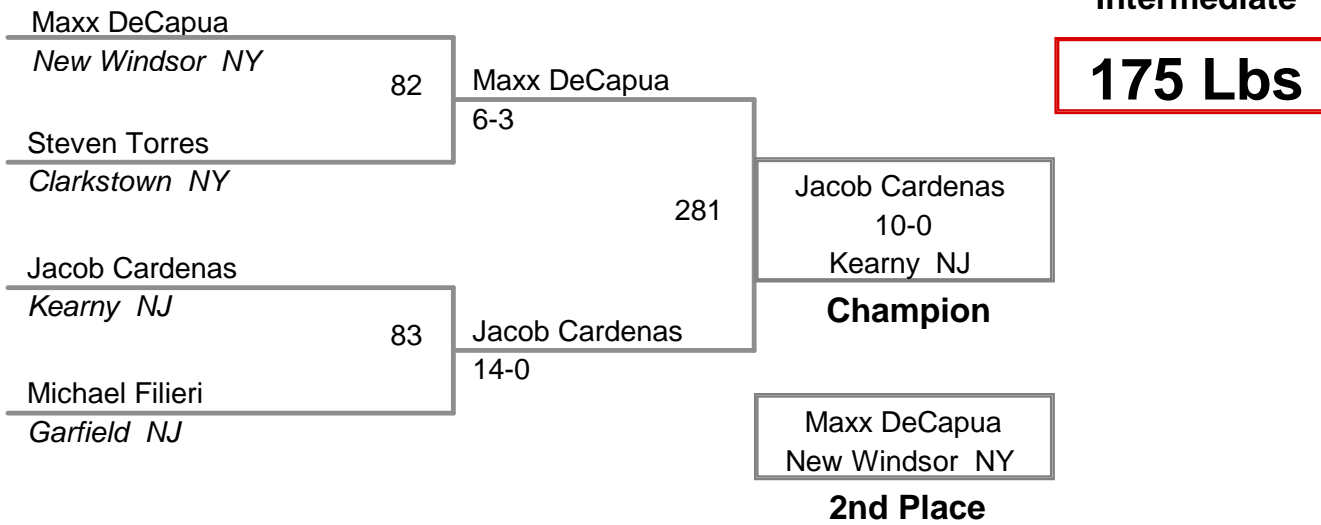 Intermediate
175 Lbs
Maxx DeCapua
New Windsor NY
82
Steven Torres
Clarkstown NY
Maxx DeCapua
6-3
281
Jacob Cardenas
Kearny NJ
83
Michael Filieri
Garfield NJ
Jacob Cardenas
14-0
Jacob Cardenas
10-0
Kearny NJ
Champion
Maxx DeCapua
New Windsor NY
2nd Place